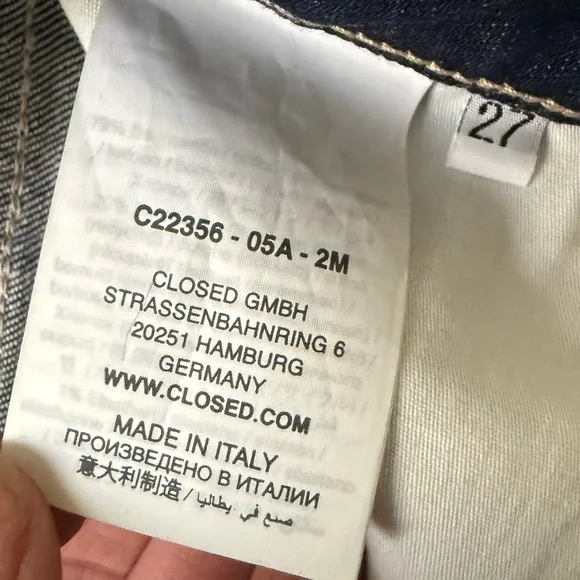 C22356 - 05A - 2M
CLOSED GMBH
STRASSENBAHNRING 6
20251 HAMBURG
GERMANY
WWW.CLOSED.COM
MADE IN ITALY
ПРОИЗВЕДЕНО В ИТАЛИИ
意大利制造 / صنع في يطاليا
27